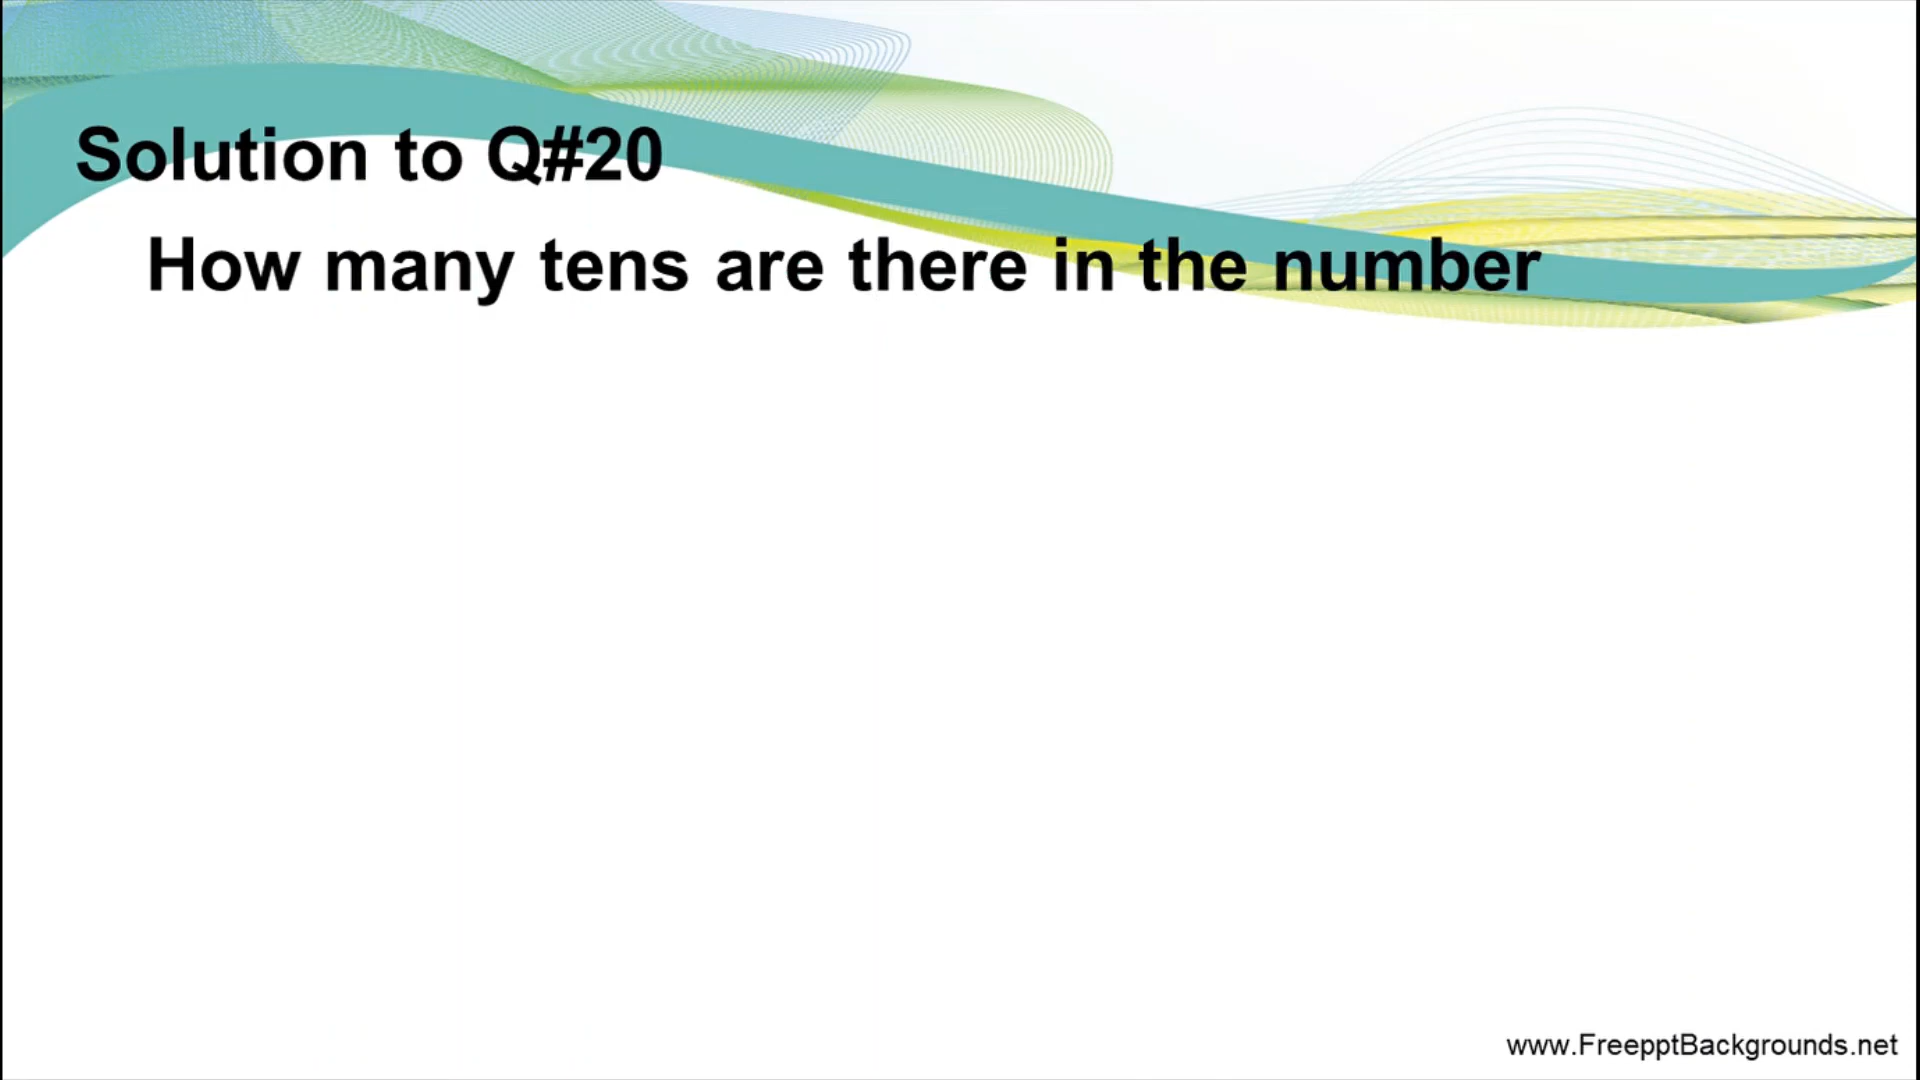 Solution to Q#20
How many tens are there in the number
www.FreepptBackgrounds.net